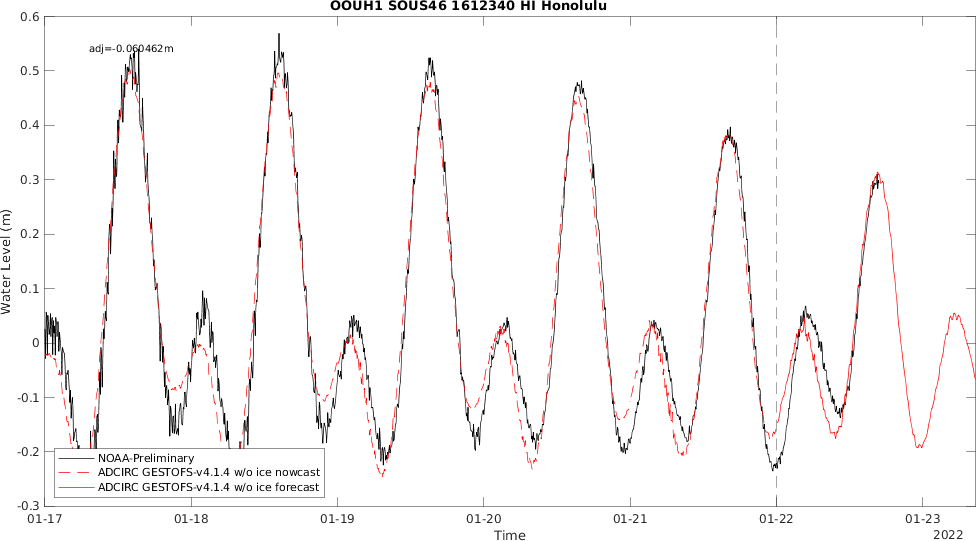 OOUH1 SOUS46 1612340 HI Honolulu
adj=-0.060462m
0.6
0.5
0.4
0.3
0.2
0.1
0
-0.1
-0.2
-0.3
Water Level (m)
NOAA-Preliminary
ADCIRC GESTOFS-v4.1.4 w/o ice nowcast
ADCIRC GESTOFS-v4.1.4 w/o ice forecast
01-17 01-18 01-19 01-20 01-21 01-22 01-23
Time
2022